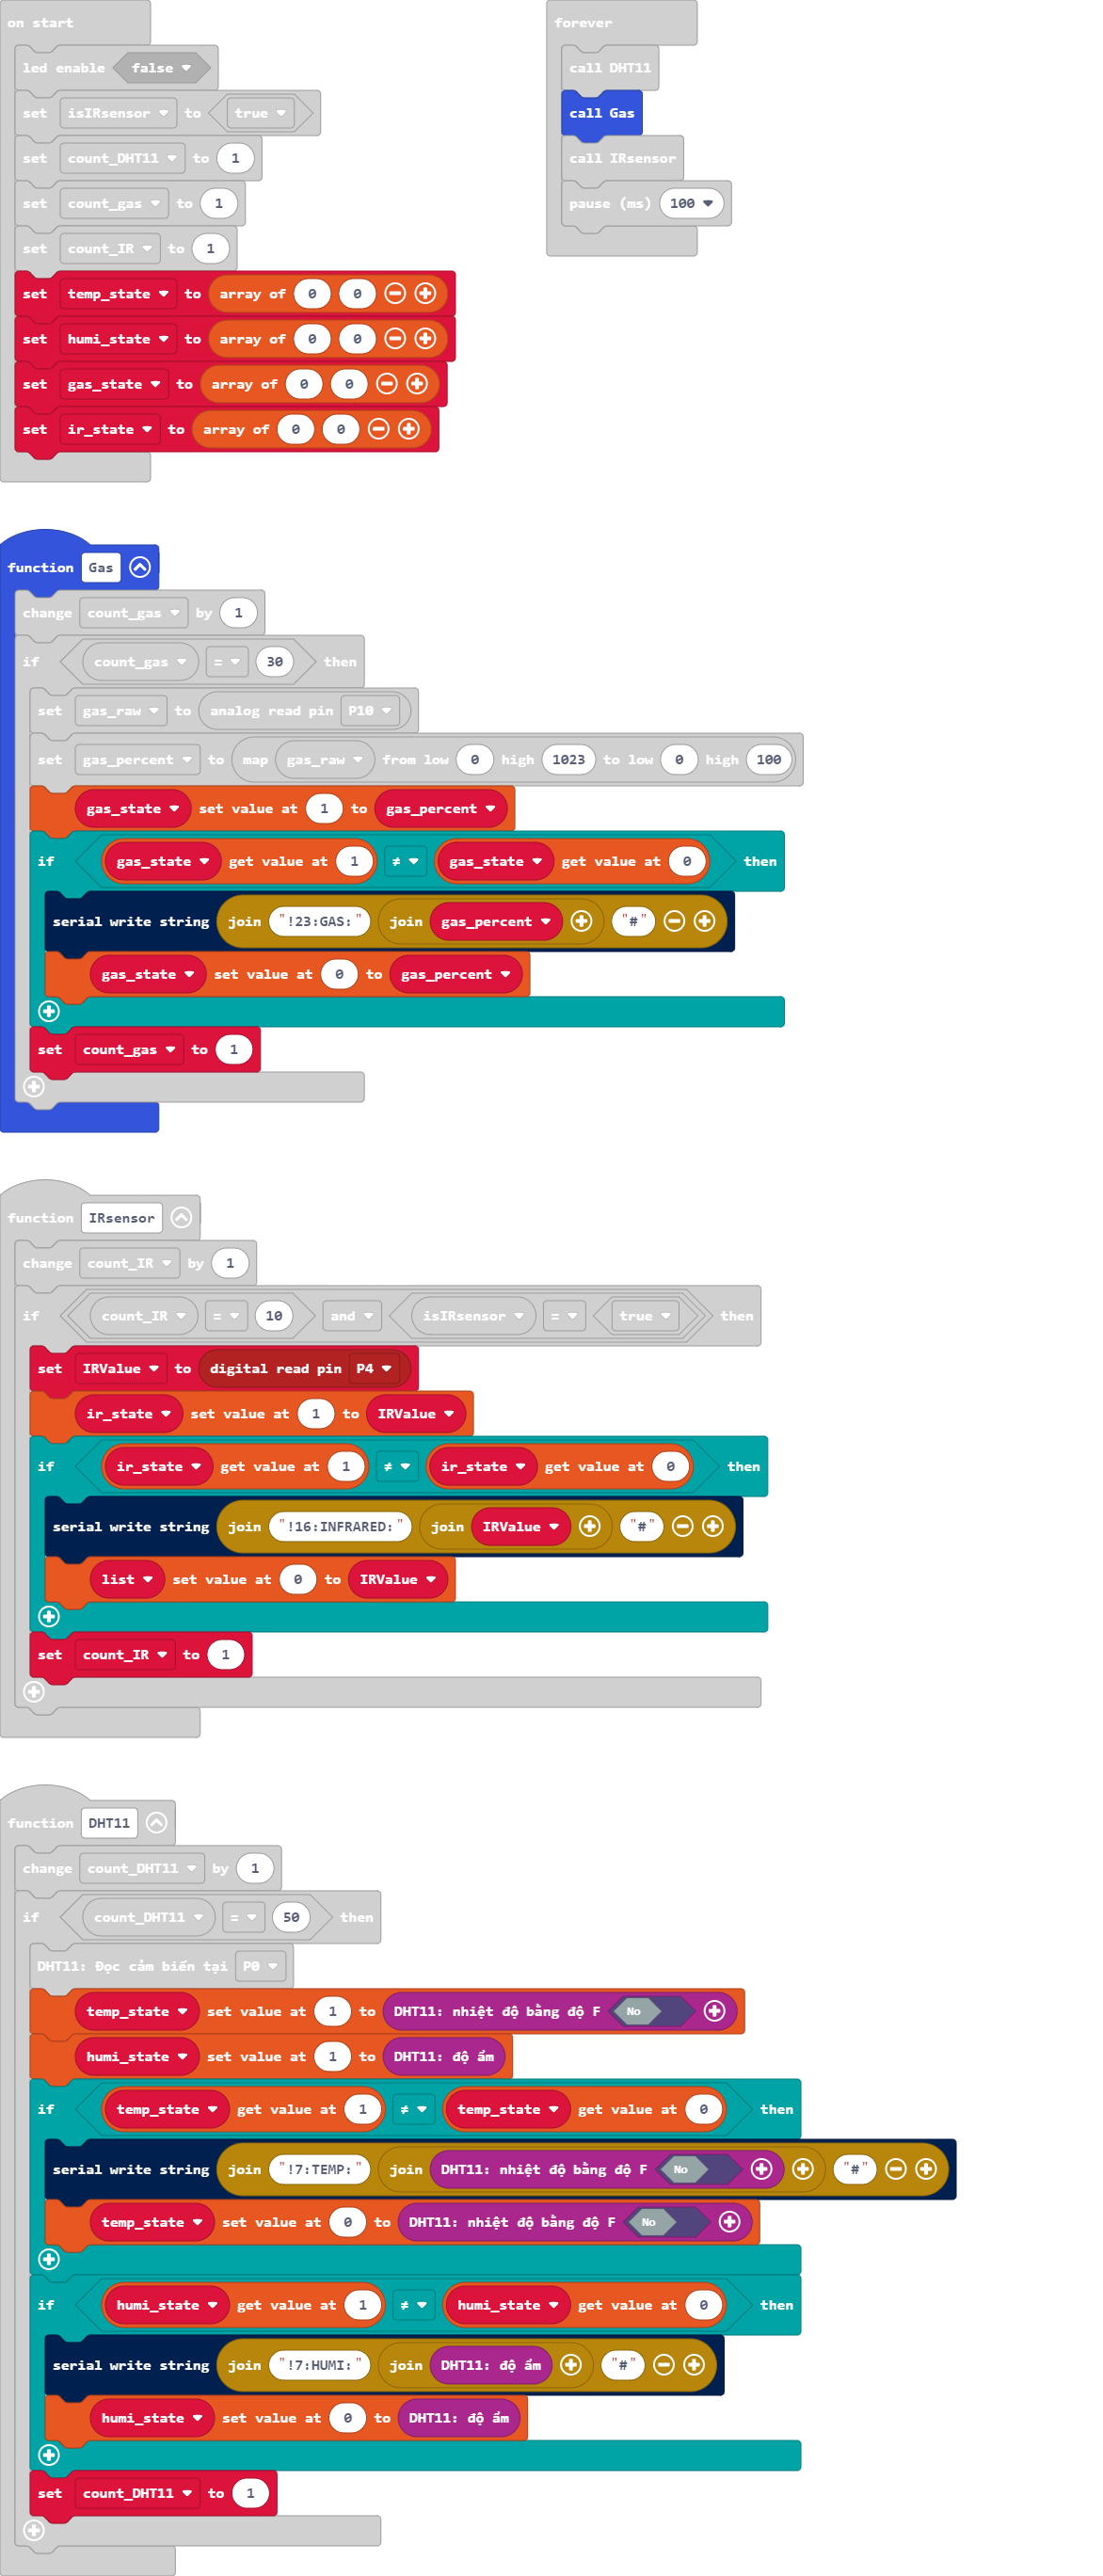 on start
led enable false
set isIRsensor to true
set count_DHT11 to 1
set count_gas to 1
set count_IR to 1
set temp_state to array of 0 0
set humi_state to array of 0 0
set gas_state to array of 0 0
set ir_state to array of 0 0
forever
call DHT11
call Gas
call IRsensor
pause (ms) 100
function Gas
change count_gas by 1
if count_gas = 30 then
set gas_raw to analog read pin P10
set gas_percent to map gas_raw from low 0 high 1023 to low 0 high 100
gas_state set value at 1 to gas_percent
if gas_state get value at 1 ≠ gas_state get value at 0 then
serial write string join "!23:GAS:" join gas_percent "#"
gas_state set value at 0 to gas_percent
set count_gas to 1
function IRsensor
change count_IR by 1
if count_IR = 10 and isIRsensor = true then
set IRValue to digital read pin P4
ir_state set value at 1 to IRValue
if ir_state get value at 1 ≠ ir_state get value at 0 then
serial write string join "!16:INFRARED:" join IRValue "#"
list set value at 0 to IRValue
set count_IR to 1
function DHT11
change count_DHT11 by 1
if count_DHT11 = 50 then
DHT11: Đọc cảm biến tại P0
temp_state set value at 1 to DHT11: nhiệt độ bằng độ F No
humi_state set value at 1 to DHT11: độ ẩm
if temp_state get value at 1 ≠ temp_state get value at 0 then
serial write string join "!7:TEMP:" join DHT11: nhiệt độ bằng độ F No "#"
temp_state set value at 0 to DHT11: nhiệt độ bằng độ F No
if humi_state get value at 1 ≠ humi_state get value at 0 then
serial write string join "!7:HUMI:" join DHT11: độ ẩm "#"
humi_state set value at 0 to DHT11: độ ẩm
set count_DHT11 to 1